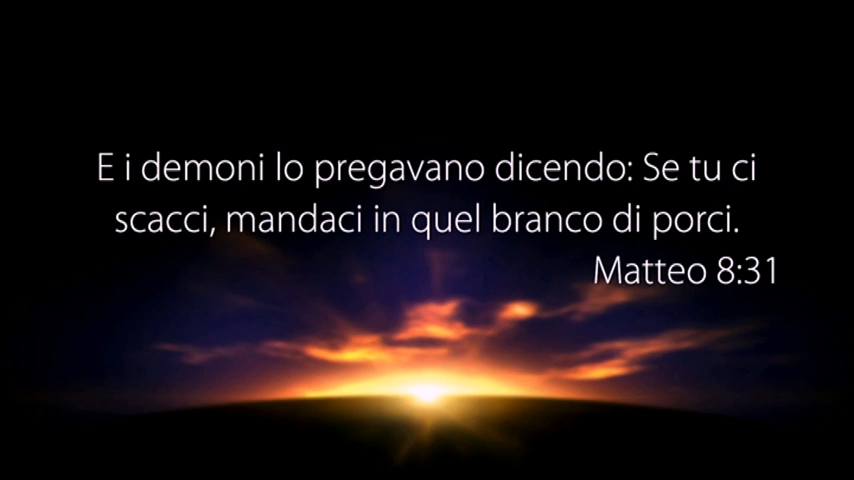 E i demoni lo pregavano dicendo: Se tu ci
scacci, mandaci in quel branco di porci.
Matteo 8:31